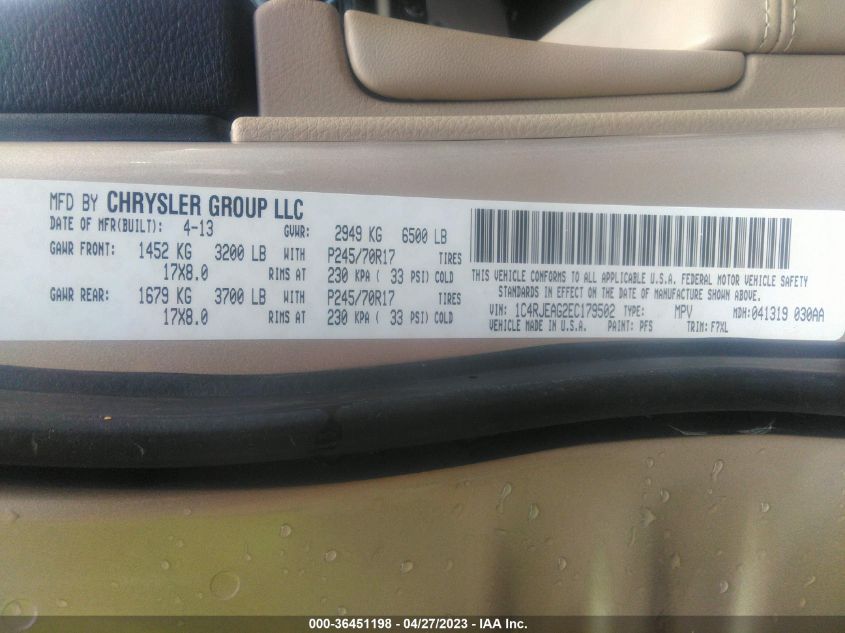 MFD BY CHRYSLER GROUP LLC
DATE OF MFR(BUILT): 4-13 GVWR: 2949 KG 6500 LB
GAWR FRONT: 1452 KG 3200 LB WITH P245/70R17 TIRES
17X8.0 RIMS AT 230 KPA ( 33 PSI) COLD
GAWR REAR: 1679 KG 3700 LB WITH P245/70R17 TIRES
17X8.0 RIMS AT 230 KPA ( 33 PSI) COLD
THIS VEHICLE CONFORMS TO ALL APPLICABLE U.S.A. FEDERAL MOTOR VEHICLE SAFETY
STANDARDS IN EFFECT ON THE DATE OF MANUFACTURE SHOWN ABOVE.
VIN: 1C4RJEAG2EC179502 TYPE: MPV MDH:041319 030AA
MADE IN U.S.A. PAINT: PFS TRIM: F7XL
000-36451198 - 04/27/2023 - IAA Inc.